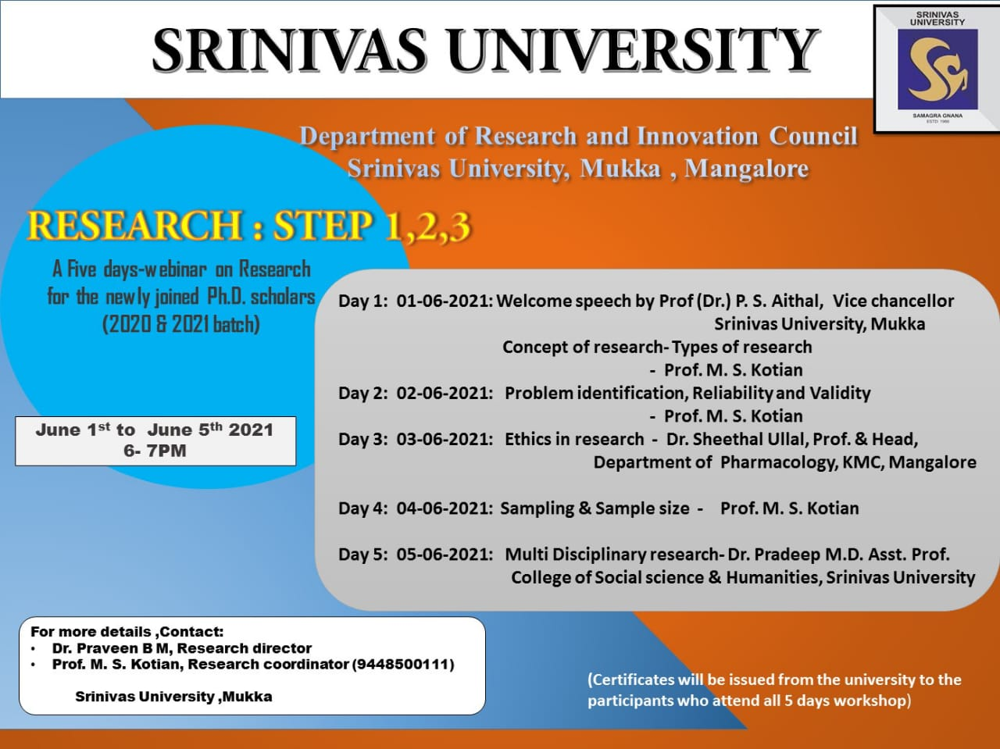 SRINIVAS UNIVERSITY
SRINIVAS
UNIVERSITY
SAMAGRA GNANA
ESTD: 1988
Department of Research and Innovation Council
Srinivas University, Mukka , Mangalore
RESEARCH : STEP 1,2,3
A Five days-webinar on Research
for the newly joined Ph.D. scholars
(2020 & 2021 batch)
June 1st to June 5th 2021
6- 7PM
Day 1: 01-06-2021: Welcome speech by Prof (Dr.) P. S. Aithal, Vice chancellor
Srinivas University, Mukka
Concept of research- Types of research
- Prof. M. S. Kotian
Day 2: 02-06-2021: Problem identification, Reliability and Validity
- Prof. M. S. Kotian
Day 3: 03-06-2021: Ethics in research - Dr. Sheethal Ullal, Prof. & Head,
Department of Pharmacology, KMC, Mangalore
Day 4: 04-06-2021: Sampling & Sample size - Prof. M. S. Kotian
Day 5: 05-06-2021: Multi Disciplinary research- Dr. Pradeep M.D. Asst. Prof.
College of Social science & Humanities, Srinivas University
For more details ,Contact:
• Dr. Praveen B M, Research director
• Prof. M. S. Kotian, Research coordinator (9448500111)
Srinivas University ,Mukka
(Certificates will be issued from the university to the
participants who attend all 5 days workshop)